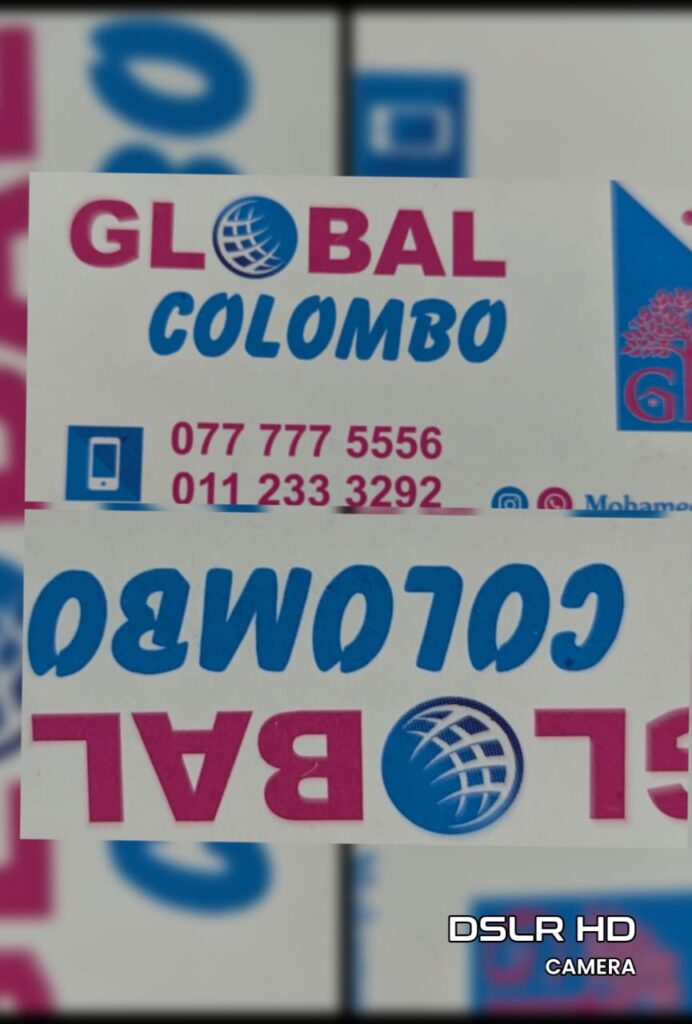 GLOBAL
COLOMBO
077 777 5556
011 233 3292
COLOMBO
GLOBAL
DSLR HD
CAMERA